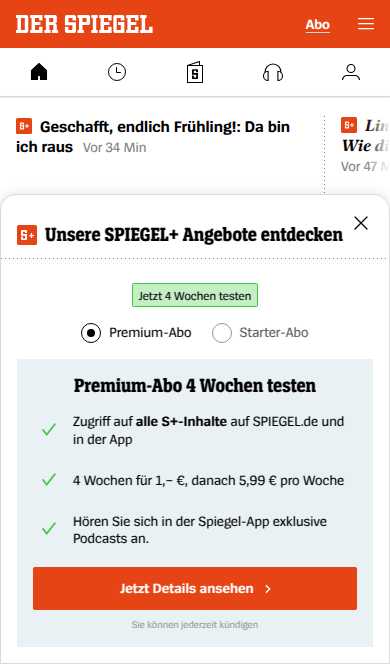 DER SPIEGEL
Abo
S+ Geschafft, endlich Frühling!: Da bin
ich raus Vor 34 Min
S+
Wie
Vor 47
S+ Unsere SPIEGEL+ Angebote entdecken
Jetzt 4 Wochen testen
Premium-Abo
Starter-Abo
Premium-Abo 4 Wochen testen
Zugriff auf alle S+-Inhalte auf SPIEGEL.de und
in der App
4 Wochen für 1,– €, danach 5,99 € pro Woche
Hören Sie sich in der Spiegel-App exklusive
Podcasts an.
Jetzt Details ansehen
Sie können jederzeit kündigen